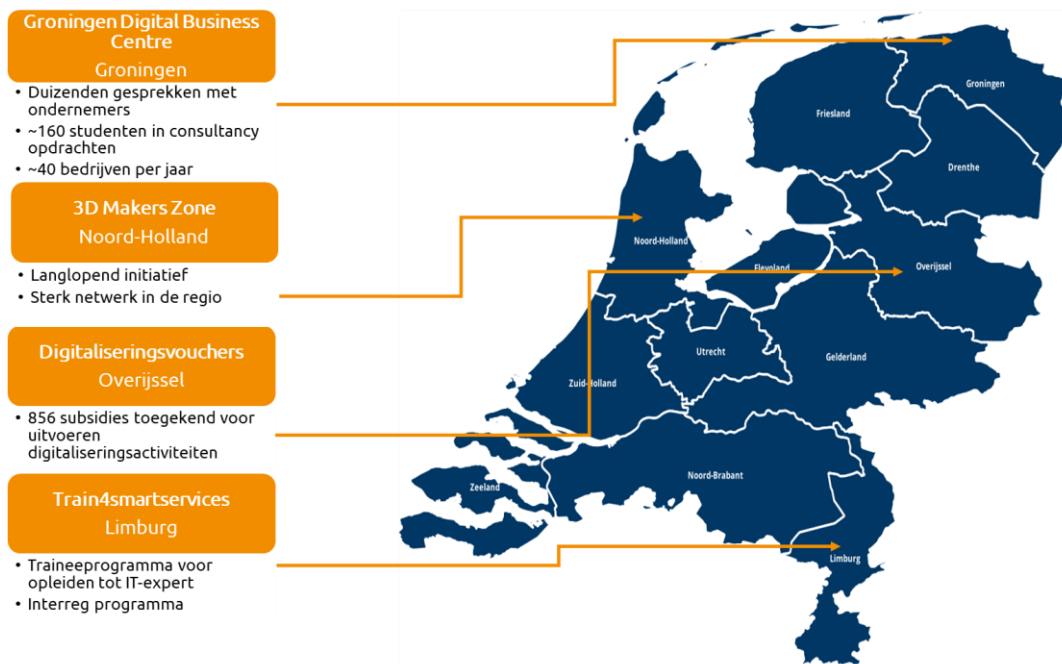 Groningen Digital Business
Centre
Groningen
• Duizenden gesprekken met
ondernemers
• ~160 studenten in consultancy
opdrachten
• ~40 bedrijven per jaar
3D Makers Zone
Noord-Holland
• Langlopend initiatief
• Sterk netwerk in de regio
Digitaliseringsvouchers
Overijssel
• 856 subsidies toegekend voor
uitvoeren
digitaliseringsactiviteiten
Train4smartservices
Limburg
• Traineeprogramma voor
opleiden tot IT-expert
• Interreg programma
Groningen
Friesland
Drenthe
Noord-Holland
Flevoland
Overijssel
Utrecht
Gelderland
Zuid-Holland
Noord-Brabant
Zeeland
Limburg